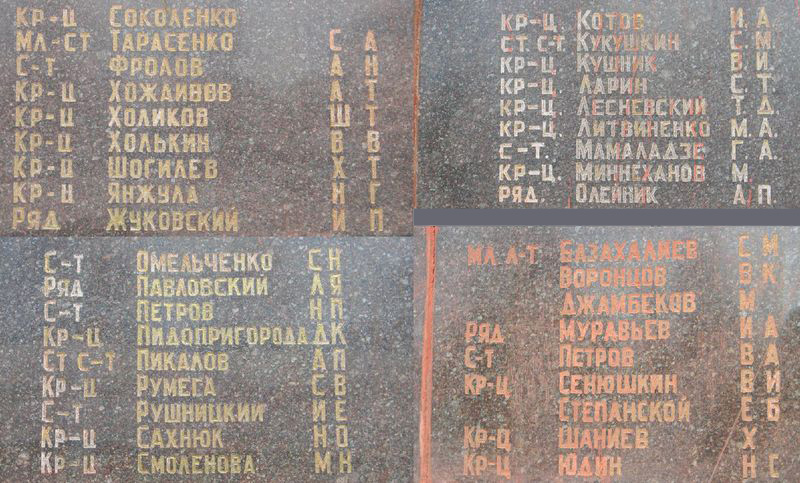 КР-Ц СОКОЛЕНКО
МЛ-СТ ТАРАСЕНКО С А
С-Т ФРОЛОВ А Н
КР-Ц ХОЖДИНОВ А Т
КР-Ц ХОЛИКОВ Ш Т
КР-Ц ХОЛЬКИН В В
КР-Ц ШОГИЛЕВ Х Т
КР-Ц ЯНЖУЛА Н Г
РЯД ЖУКОВСКИЙ И П
КР-Ц. КОТОВ И. А
СТ. С-Т. КУКУШКИН С. М.
КР-Ц. КУШНИК В И.
КР-Ц. ЛАРИН С. Т
КР-Ц. ЛЕСНЕВСКИЙ Т. Д.
КР-Ц. ЛИТВИНЕНКО М. А.
С-Т. МАМАЛАДЗЕ Г. А.
КР-Ц. МИННЕХАНОВ М.
РЯД. ОЛЕЙНИК А П.
С-Т ОМЕЛЬЧЕНКО С Н
РЯД ПАВЛОВСКИЙ Л Я
С-Т ПЕТРОВ Н П
КР-Ц ПИДОПРИГОРОДА Д К
СТ С-Т ПИКАЛОВ А П
КР-Ц РУМЕГА С В
С-Т РУШНИЦКИЙ И Е
КР-Ц САХНЮК Н О
КР-Ц СМОЛЕНОВА М Н
МЛ Л-Т БАЗАХАЛИЕВ С М
ВОРОНЦОВ В К
ДЖАМБЕКОВ М
РЯД МУРАВЬЕВ И А
С-Т ПЕТРОВ В А
КР-Ц СЕНЮШКИН В И
СТЕПАНСКОЙ Е Б
КР-Ц ШАНИЕВ Х
КР-Ц ЮДИН Н С